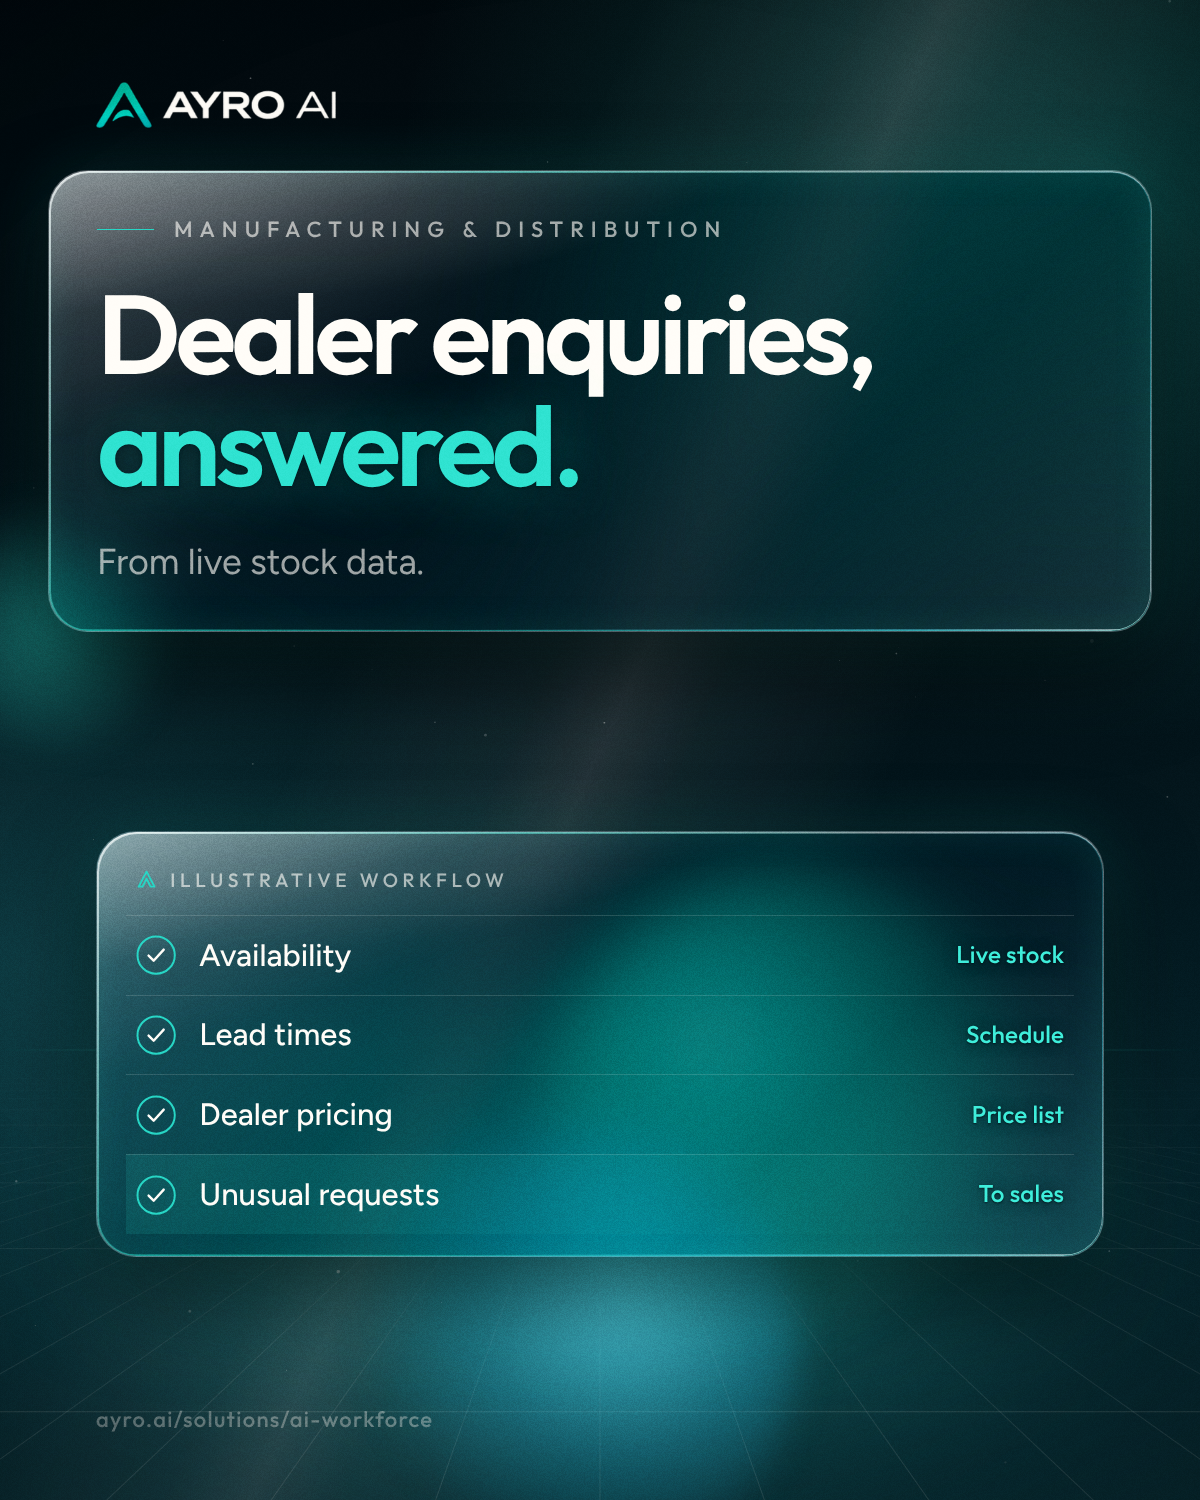 AYRO AI
MANUFACTURING & DISTRIBUTION
Dealer enquiries,
answered.
From live stock data.
ILLUSTRATIVE WORKFLOW
Availability Live stock
Lead times Schedule
Dealer pricing Price list
Unusual requests To sales
ayro.ai/solutions/ai-workforce